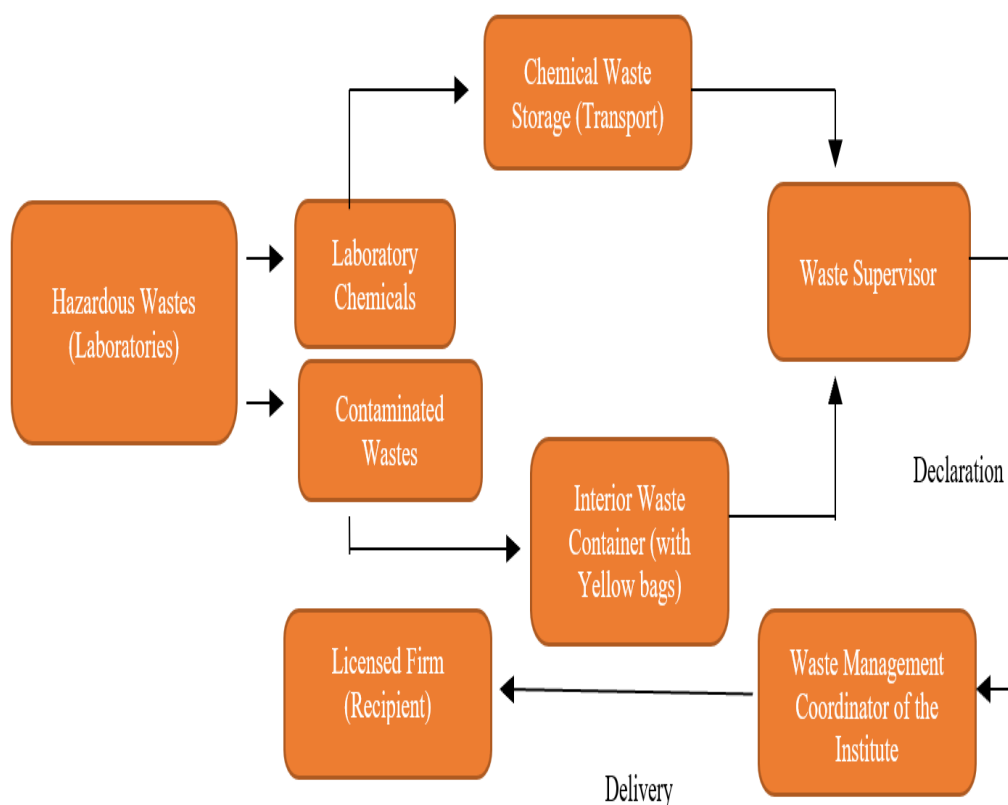 Hazardous Wastes
(Laboratories)
Laboratory
Chemicals
Contaminated
Wastes
Chemical Waste
Storage (Transport)
Interior Waste
Container (with
Yellow bags)
Waste Supervisor
Declaration
Waste Management
Coordinator of the
Institute
Delivery
Licensed Firm
(Recipient)